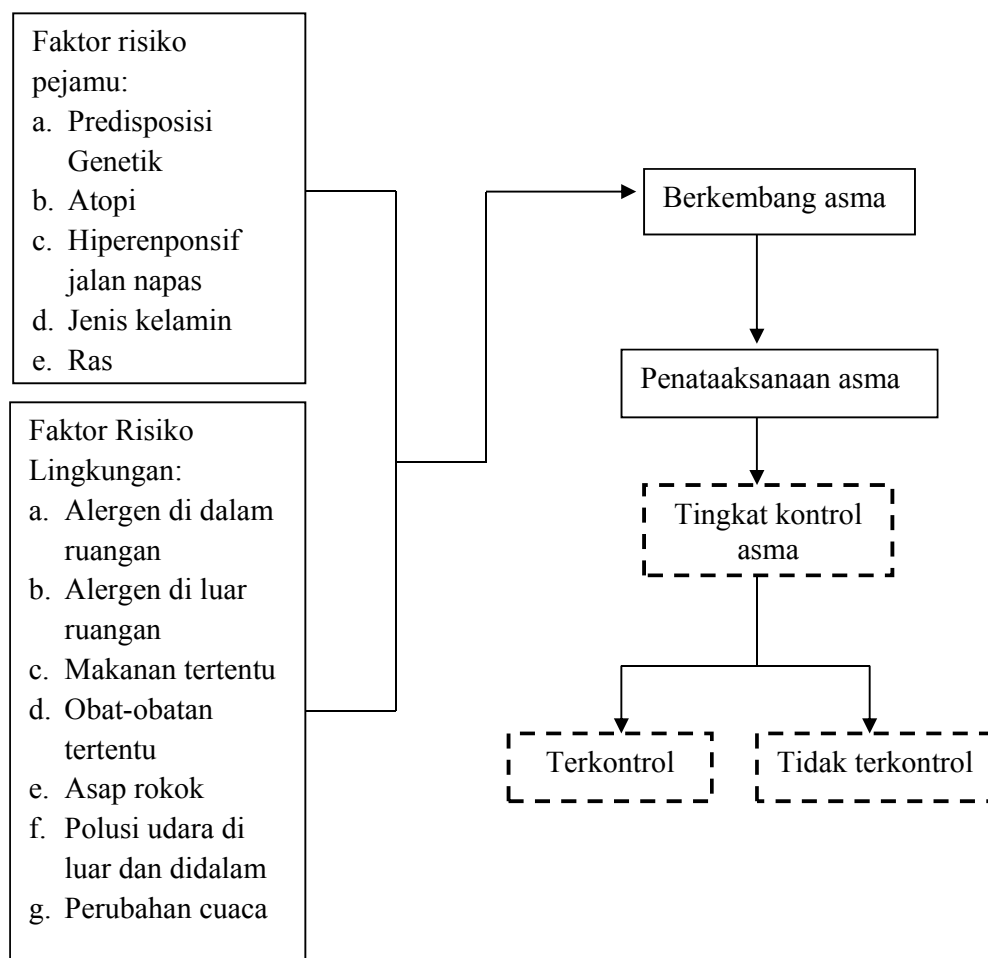 Faktor risiko
pejamu:
a. Predisposisi
Genetik
b. Atopi
c. Hiperenponsif
jalan napas
d. Jenis kelamin
e. Ras
Faktor Risiko
Lingkungan:
a. Alergen di dalam
ruangan
b. Alergen di luar
ruangan
c. Makanan tertentu
d. Obat-obatan
tertentu
e. Asap rokok
f. Polusi udara di
luar dan didalam
g. Perubahan cuaca
Berkembang asma
Penataaksanaan asma
Tingkat kontrol
asma
Terkontrol
Tidak terkontrol